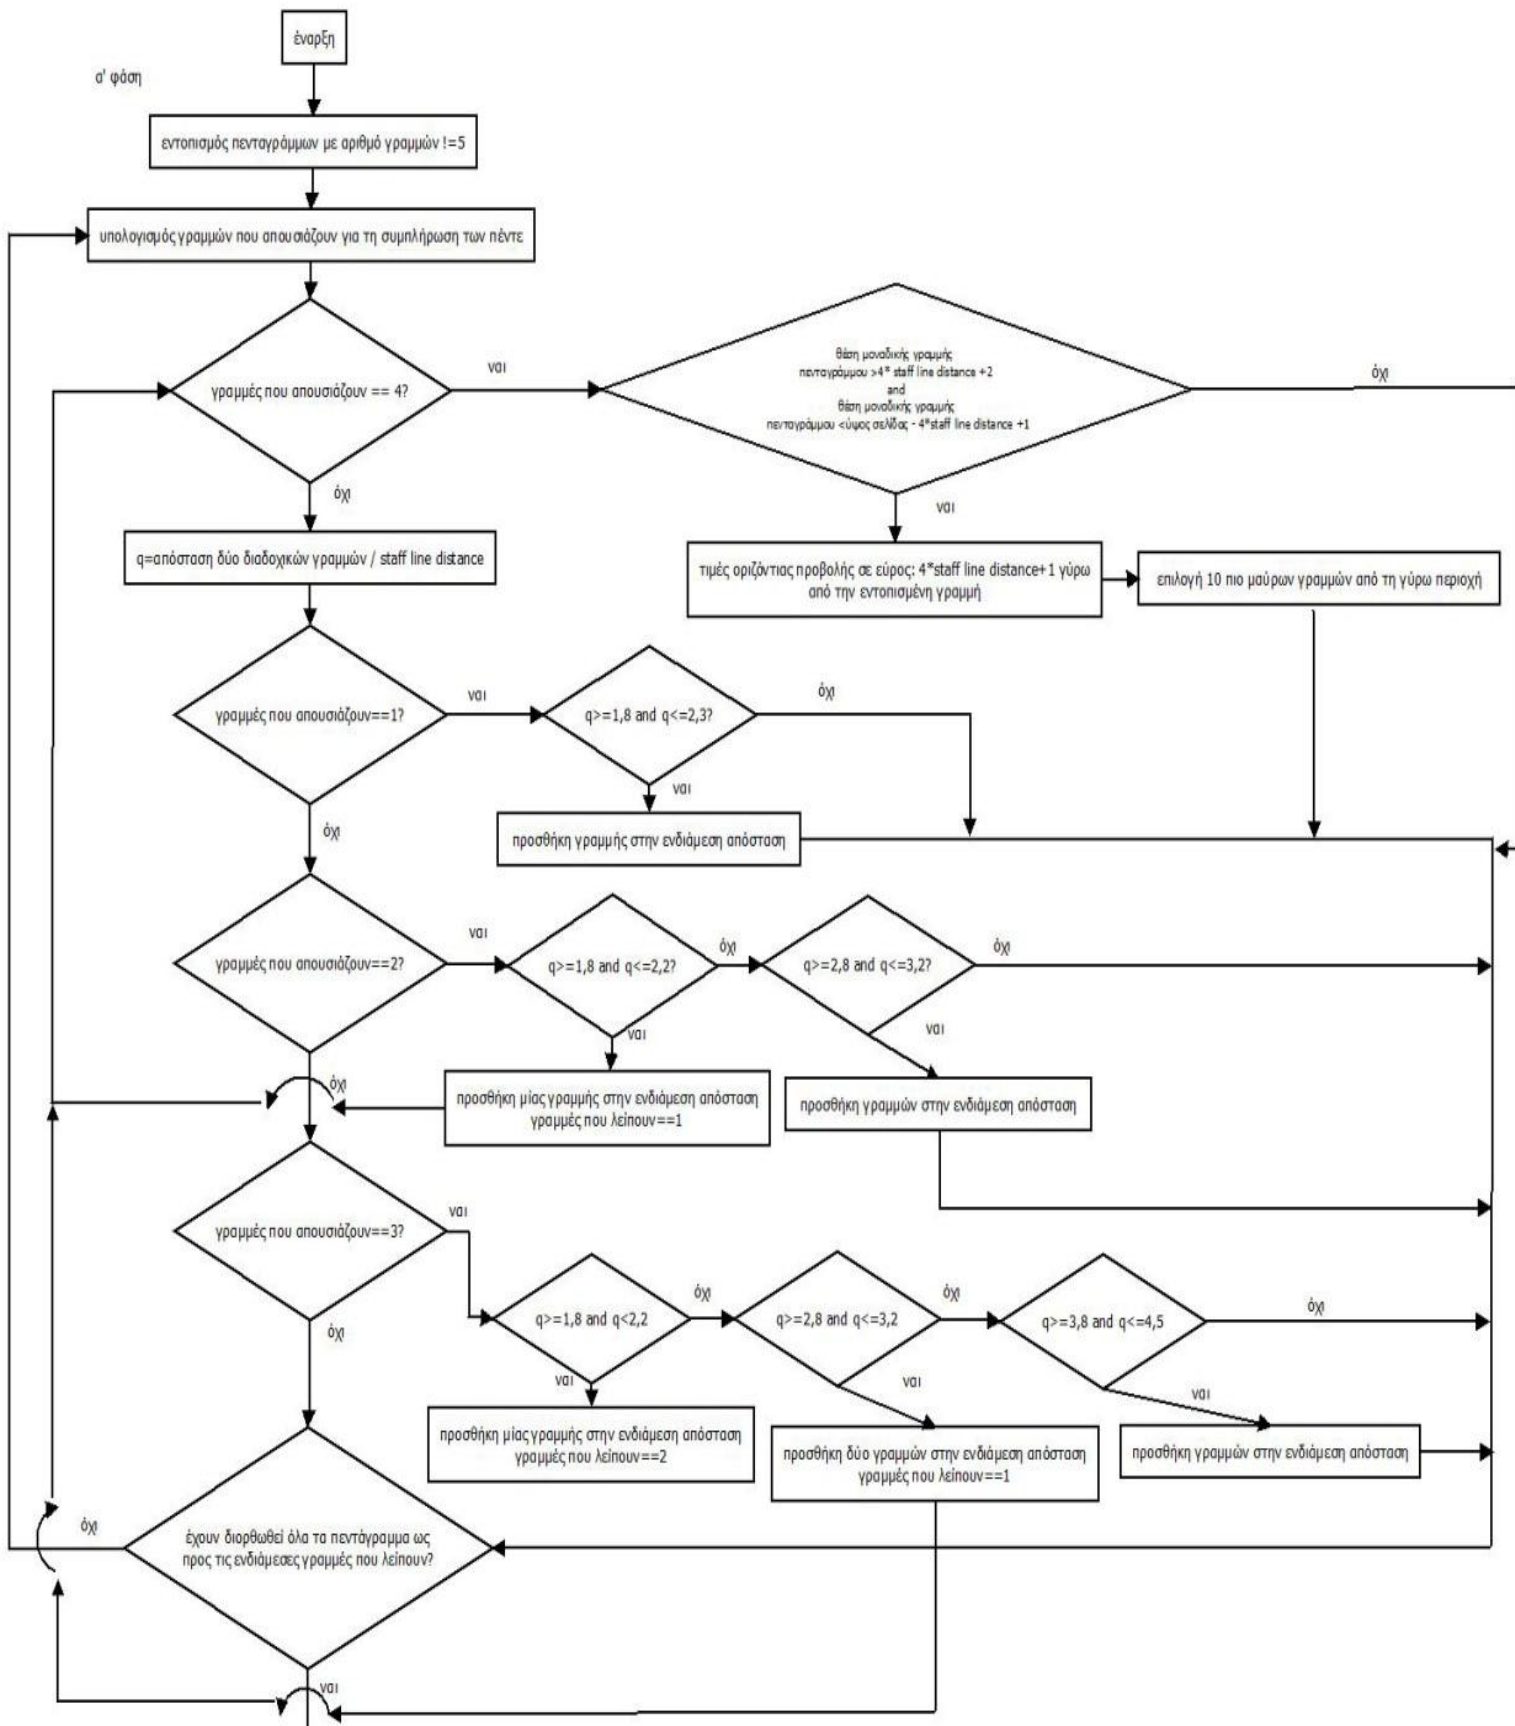 έναρξη
α' φάση
εντοπισμός πενταγράμμων με αριθμό γραμμών !=5
υπολογισμός γραμμών που απουσιάζουν για τη συμπλήρωση των πέντε
γραμμές που απουσιάζουν == 4?
ναι
θέση μοναδικής γραμμής
πενταγράμμου >4* staff line distance +2
and
θέση μοναδικής γραμμής
πενταγράμμου <ύψος σελίδας - 4*staff line distance +1
όχι
όχι
ναι
q=απόσταση δύο διαδοχικών γραμμών / staff line distance
τιμές οριζόντιας προβολής σε εύρος: 4*staff line distance+1 γύρω
από την εντοπισμένη γραμμή
επιλογή 10 πιο μαύρων γραμμών από τη γύρω περιοχή
γραμμές που απουσιάζουν==1?
ναι
q>=1,8 and q<=2,3?
όχι
ναι
όχι
προσθήκη γραμμής στην ενδιάμεση απόσταση
γραμμές που απουσιάζουν==2?
ναι
q>=1,8 and q<=2,2?
όχι
q>=2,8 and q<=3,2?
όχι
ναι
ναι
όχι
προσθήκη μίας γραμμής στην ενδιάμεση απόσταση
γραμμές που λείπουν==1
προσθήκη γραμμών στην ενδιάμεση απόσταση
γραμμές που απουσιάζουν==3?
ναι
q>=1,8 and q<2,2
όχι
q>=2,8 and q<=3,2
όχι
q>=3,8 and q<=4,5
όχι
όχι
ναι
ναι
ναι
προσθήκη μίας γραμμής στην ενδιάμεση απόσταση
γραμμές που λείπουν==2
προσθήκη δύο γραμμών στην ενδιάμεση απόσταση
γραμμές που λείπουν==1
προσθήκη γραμμών στην ενδιάμεση απόσταση
όχι
έχουν διορθωθεί όλα τα πεντάγραμμα ως
προς τις ενδιάμεσες γραμμές που λείπουν?
ναι